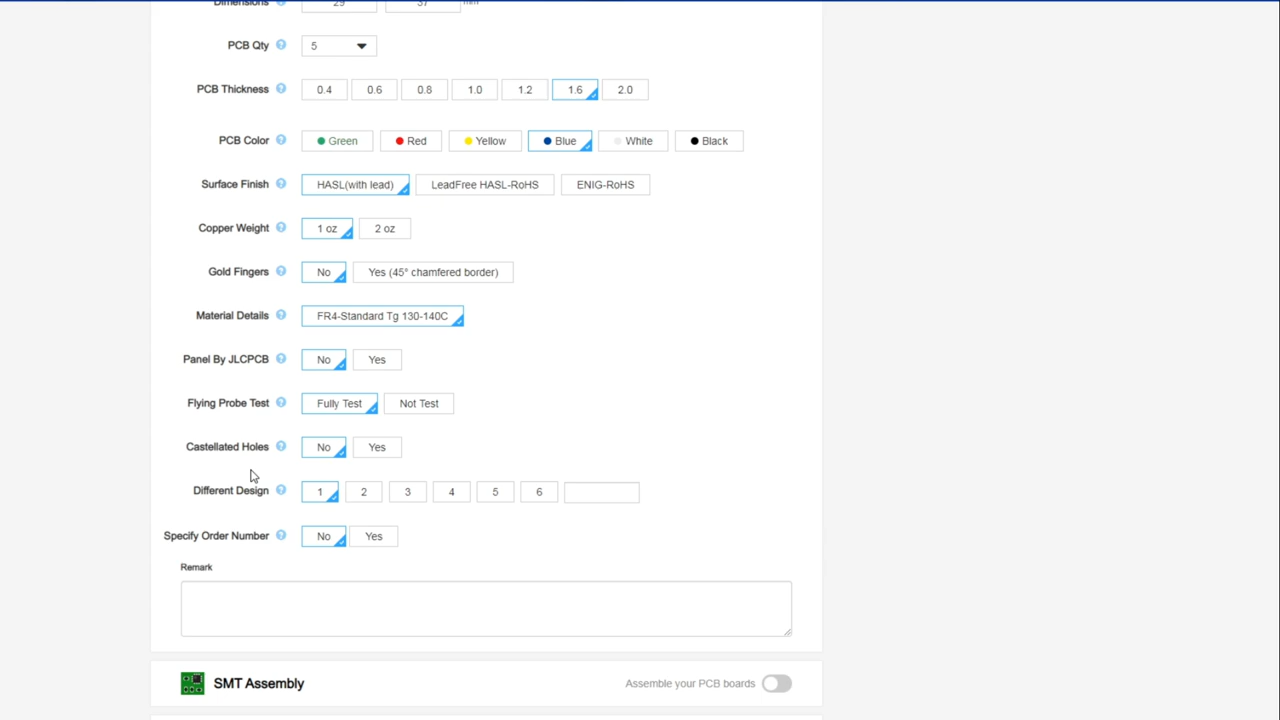 Dimensions 29 37 mm
PCB Qty 5
PCB Thickness 0.4 0.6 0.8 1.0 1.2 1.6 2.0
PCB Color Green Red Yellow Blue White Black
Surface Finish HASL(with lead) LeadFree HASL-RoHS ENIG-RoHS
Copper Weight 1 oz 2 oz
Gold Fingers No Yes (45° chamfered border)
Material Details FR4-Standard Tg 130-140C
Panel By JLCPCB No Yes
Flying Probe Test Fully Test Not Test
Castellated Holes No Yes
Different Design 1 2 3 4 5 6
Specify Order Number No Yes
Remark
SMT Assembly Assemble your PCB boards